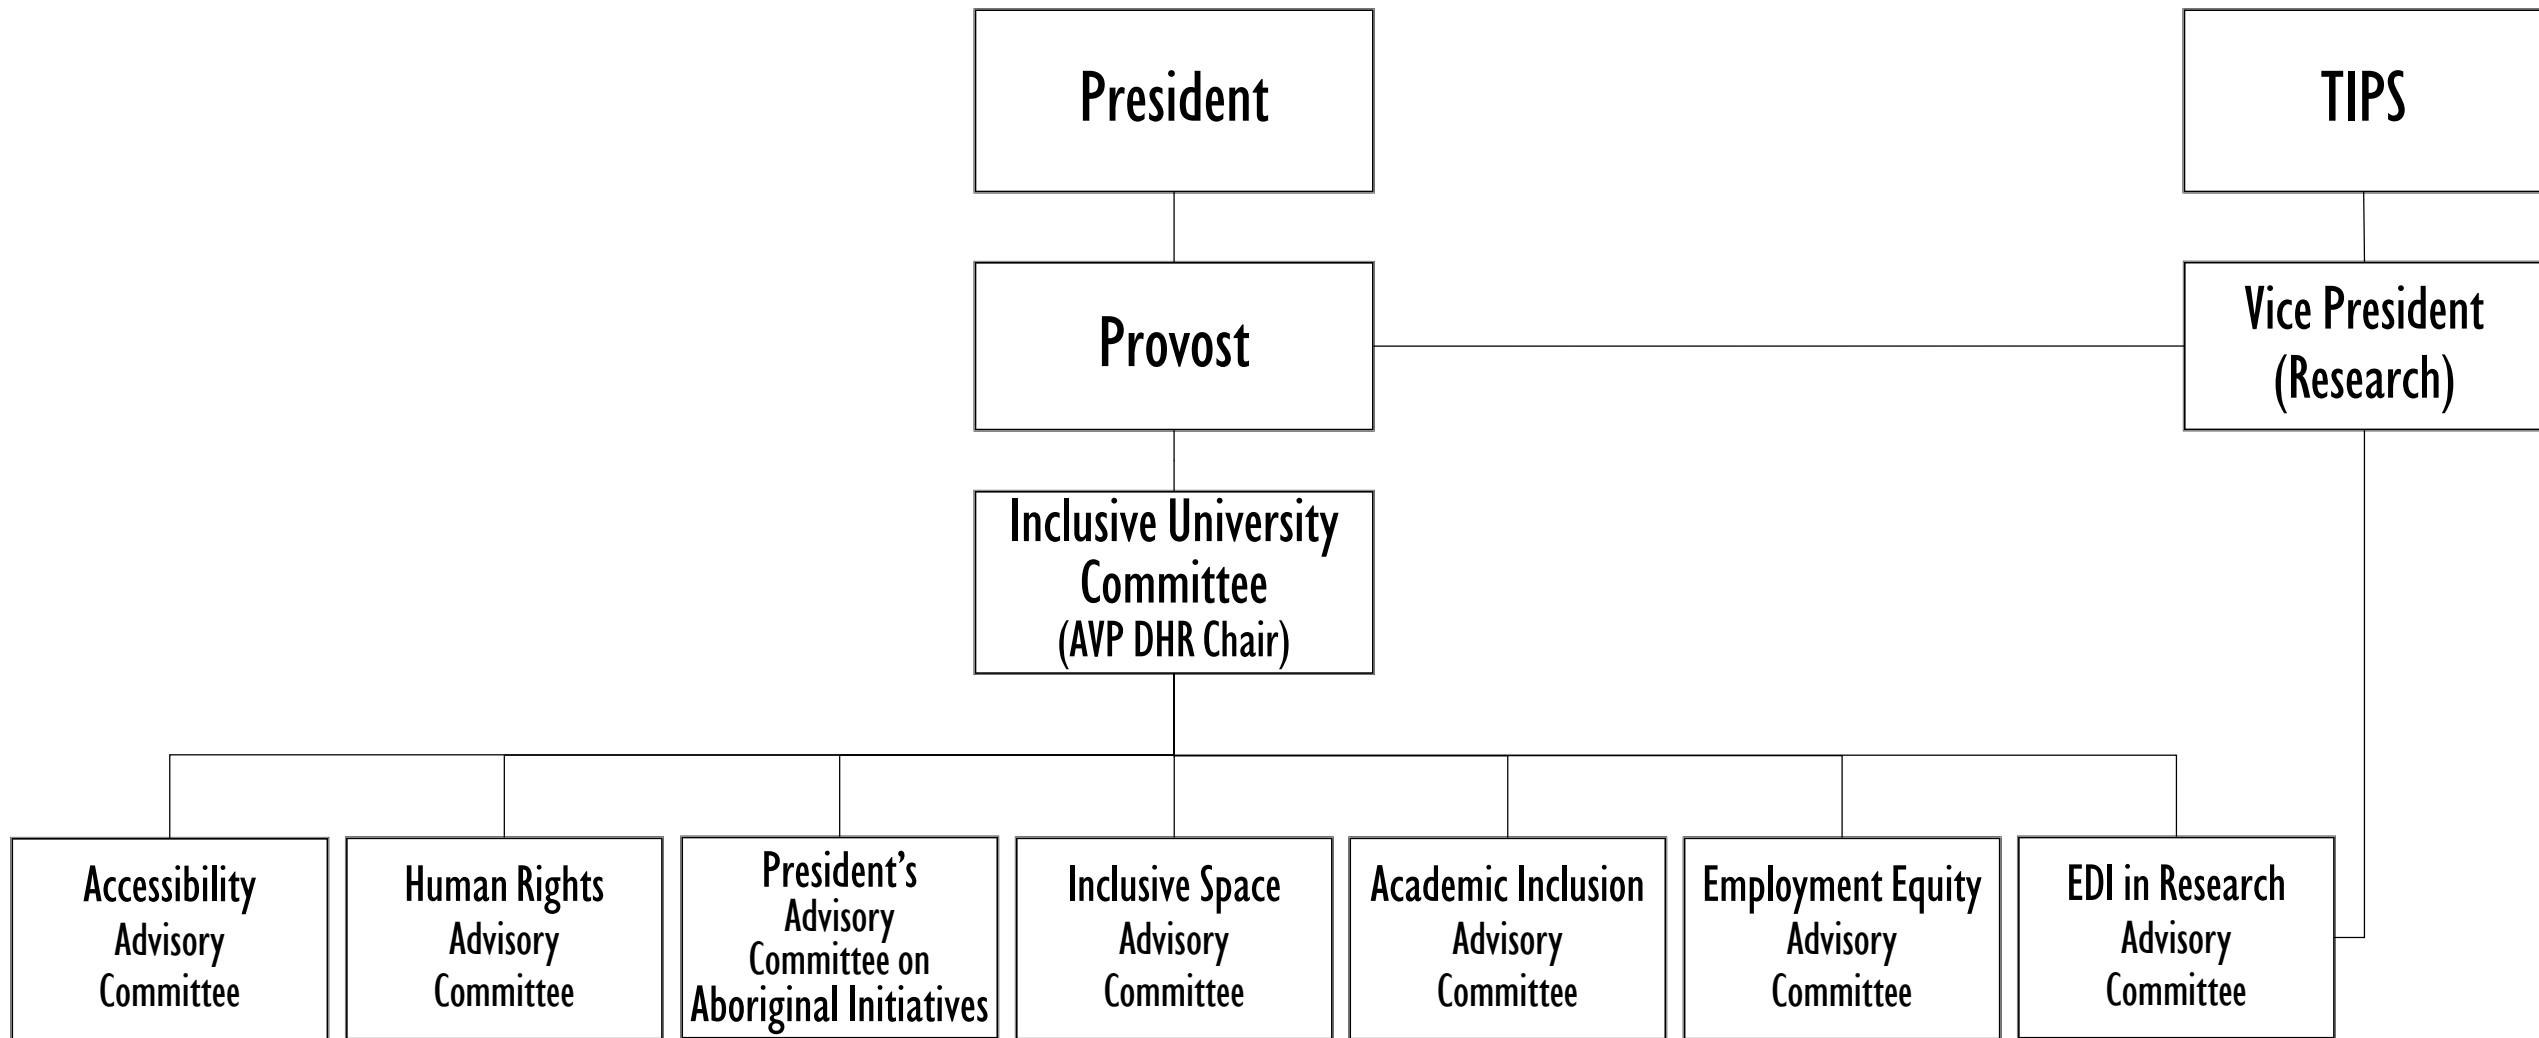 President
TIPS
Provost
Vice President
(Research)
Inclusive University
Committee
(AVP DHR Chair)
Accessibility
Advisory
Committee
Human Rights
Advisory
Committee
President’s
Advisory
Committee on
Aboriginal Initiatives
Inclusive Space
Advisory
Committee
Academic Inclusion
Advisory
Committee
Employment Equity
Advisory
Committee
EDI in Research
Advisory
Committee